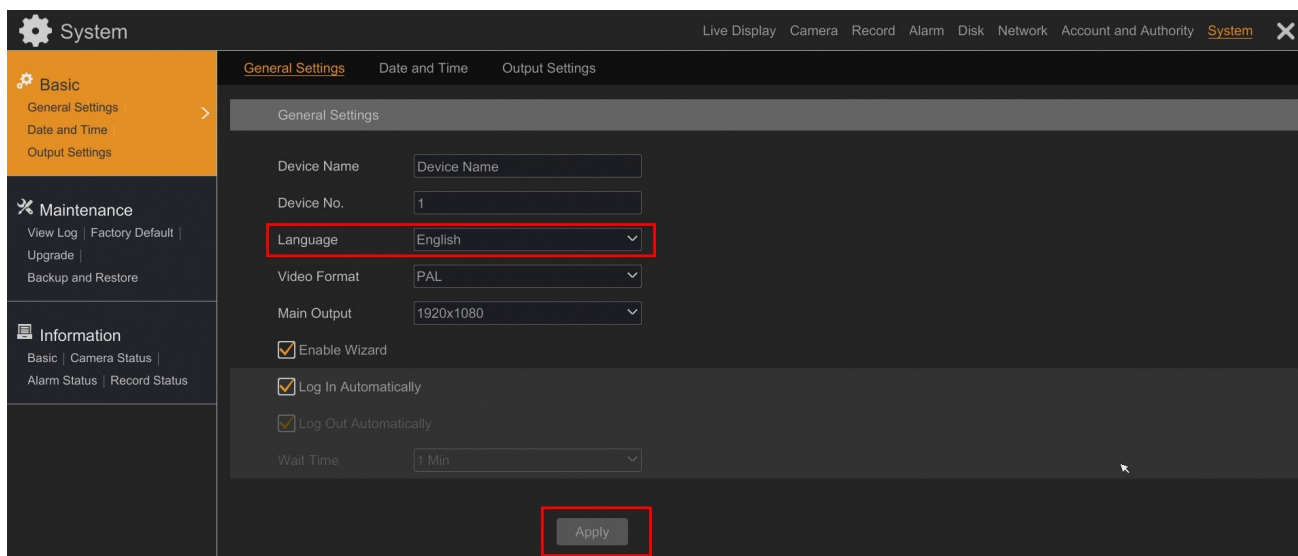 System
Live Display Camera Record Alarm Disk Network Account and Authority System
Basic
General Settings |
Date and Time |
Output Settings
Maintenance
View Log | Factory Default |
Upgrade |
Backup and Restore
Information
Basic | Camera Status |
Alarm Status | Record Status
General Settings Date and Time Output Settings
General Settings
Device Name Device Name
Device No. 1
Language English
Video Format PAL
Main Output 1920x1080
Enable Wizard
Log In Automatically
Log Out Automatically
Wait Time 1 Min
Apply